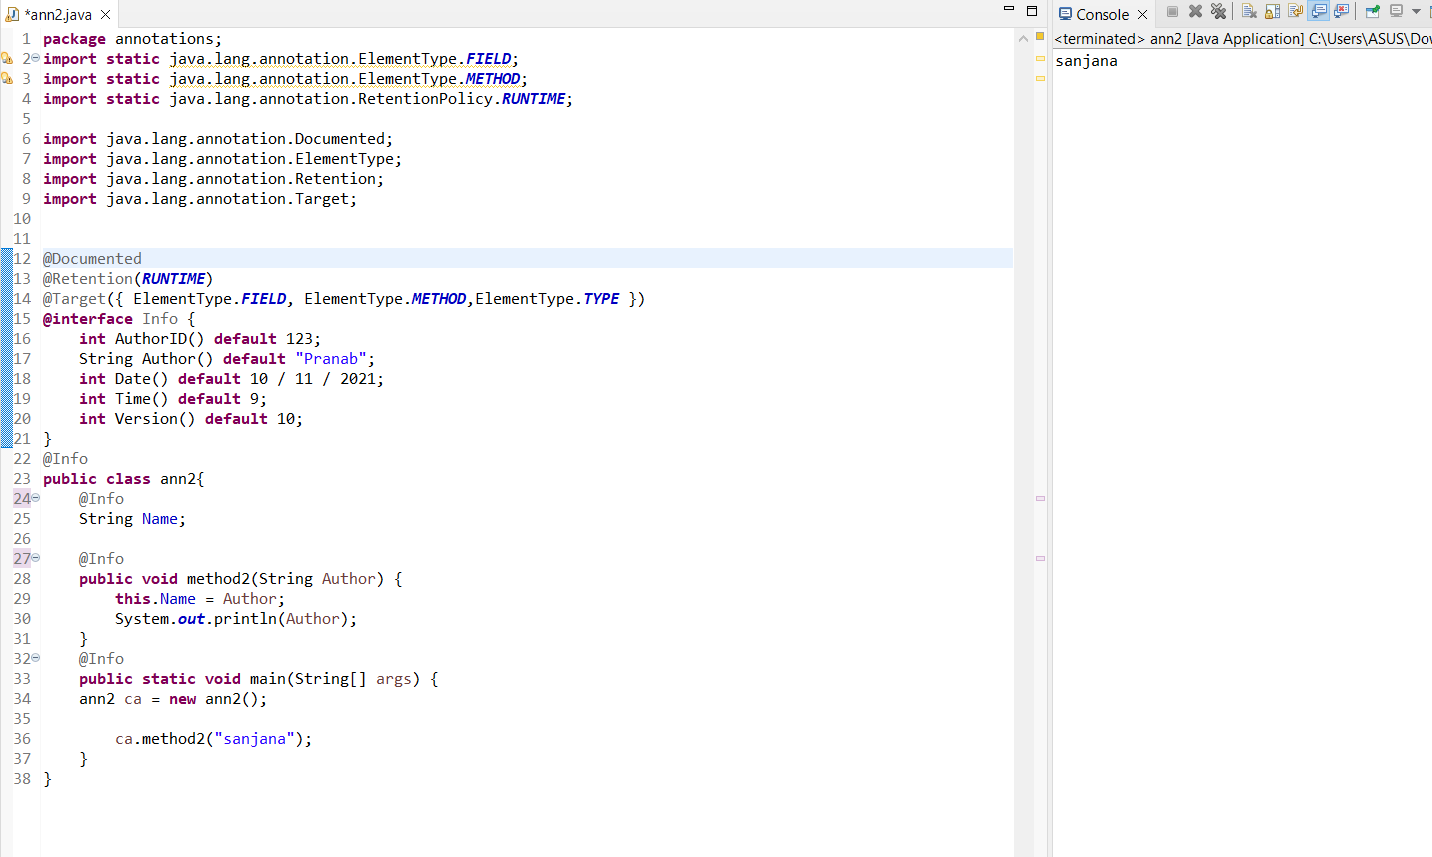 *ann2.java
1 package annotations;
2 import static java.lang.annotation.ElementType.FIELD;
3 import static java.lang.annotation.ElementType.METHOD;
4 import static java.lang.annotation.RetentionPolicy.RUNTIME;
5
6 import java.lang.annotation.Documented;
7 import java.lang.annotation.ElementType;
8 import java.lang.annotation.Retention;
9 import java.lang.annotation.Target;
10
11
12 @Documented
13 @Retention(RUNTIME)
14 @Target({ ElementType.FIELD, ElementType.METHOD,ElementType.TYPE })
15 @interface Info {
16     int AuthorID() default 123;
17     String Author() default "Pranab";
18     int Date() default 10 / 11 / 2021;
19     int Time() default 9;
20     int Version() default 10;
21 }
22 @Info
23 public class ann2{
24     @Info
25     String Name;
26
27     @Info
28     public void method2(String Author) {
29         this.Name = Author;
30         System.out.println(Author);
31     }
32     @Info
33     public static void main(String[] args) {
34     ann2 ca = new ann2();
35
36         ca.method2("sanjana");
37     }
38 }
Console
<terminated> ann2 [Java Application] C:\Users\ASUS\Dov
sanjana